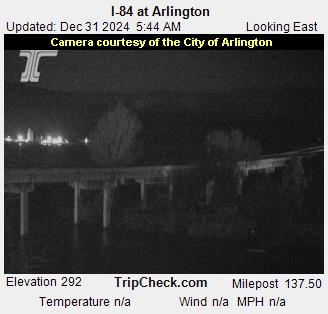 I-84 at Arlington
Updated: Dec 31 2024 5:44 AM Looking East
Camera courtesy of the City of Arlington
Elevation 292 TripCheck.com Milepost 137.50
Temperature n/a Wind n/a MPH n/a